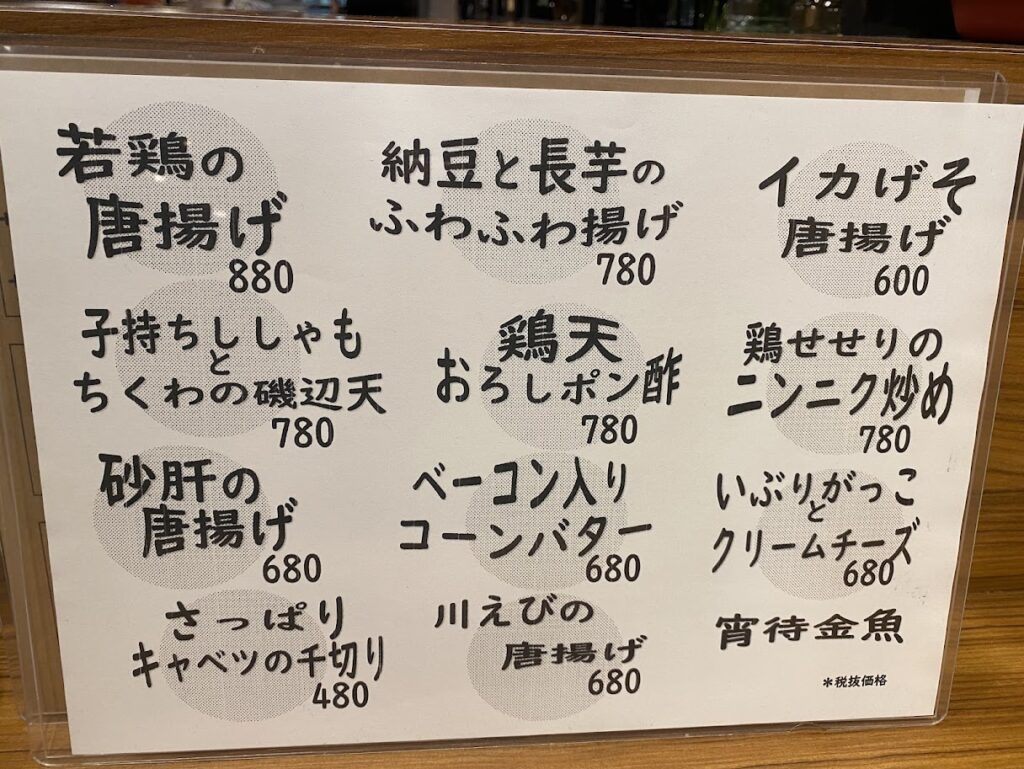 若鶏の
唐揚げ
880
納豆と長芋の
ふわふわ揚げ
780
イカげそ
唐揚げ
600
子持ちししゃも
と
ちくわの磯辺天
780
鶏天
おろしポン酢
780
鶏せせりの
ニンニク炒め
780
砂肝の
唐揚げ
680
ベーコン入り
コーンバター
680
いぶりがっこ
と
クリームチーズ
680
さっぱり
キャベツの千切り
480
川えびの
唐揚げ
680
宵待金魚
*税抜価格